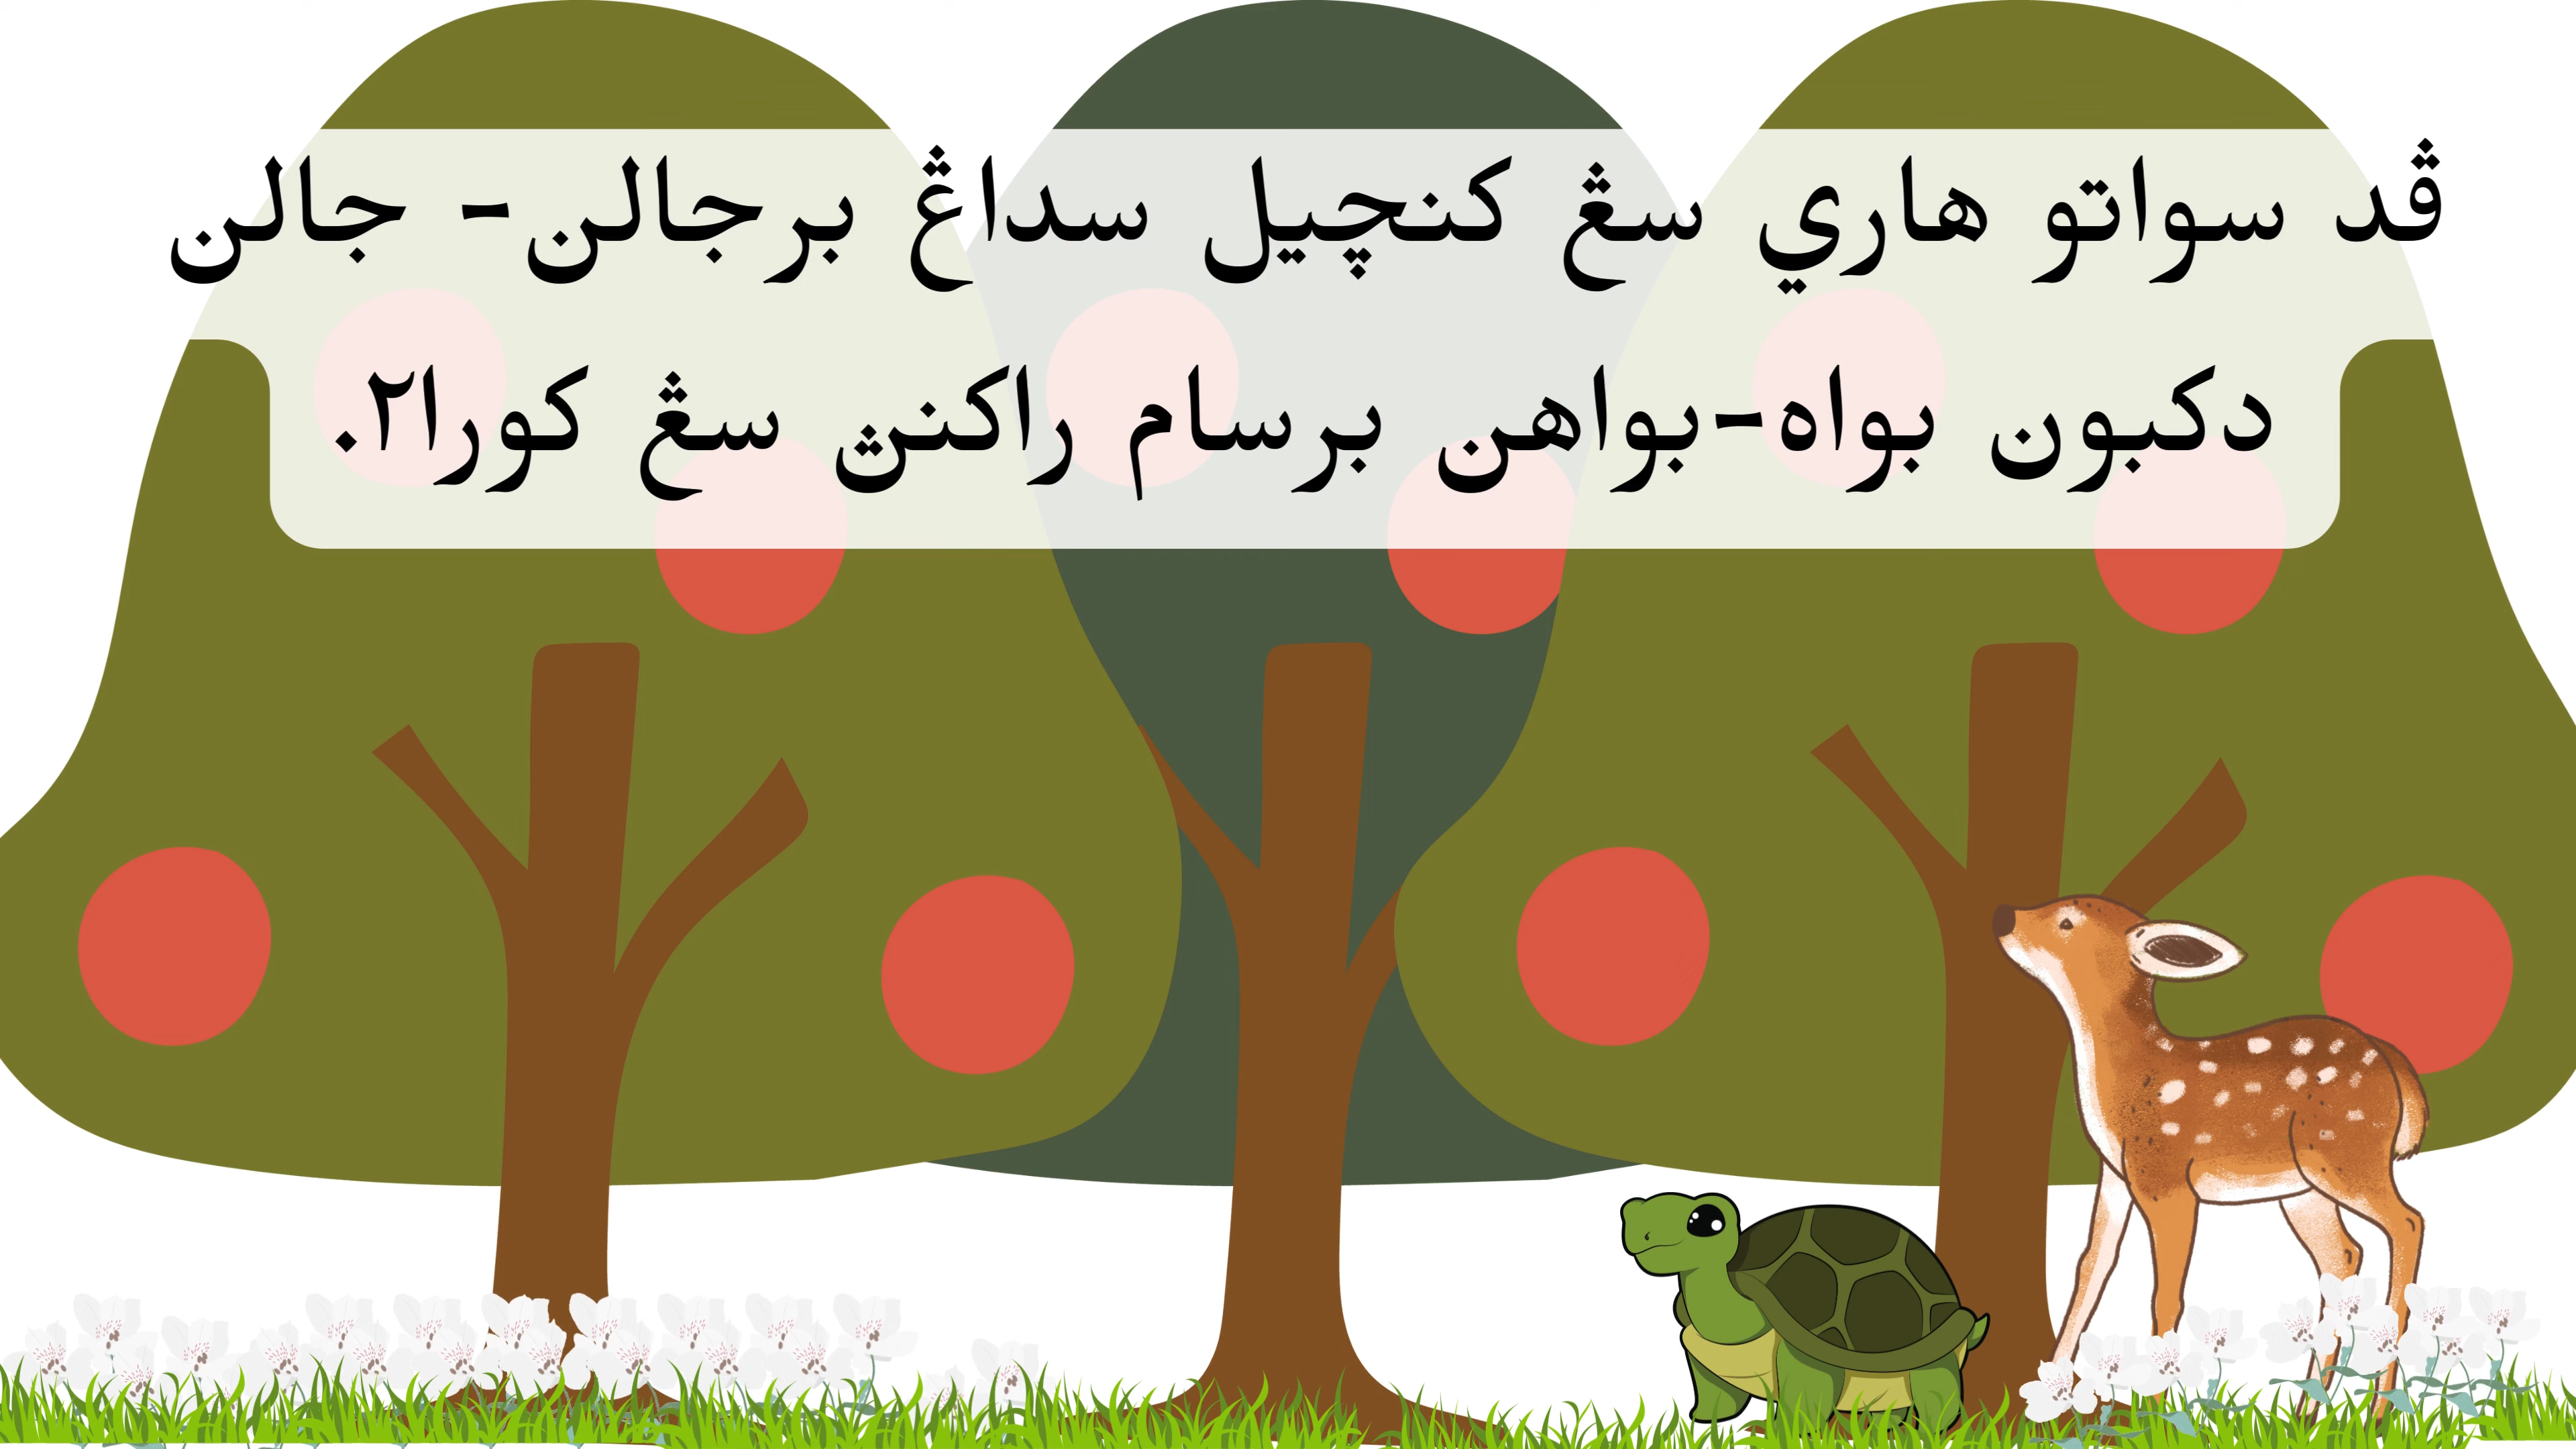 ڤد سواتو هاري سڠ کنچيل سداڠ برجالن- جالن
دکبون بواه-بواهن برسام راکنڽ سڠ کورا٢.